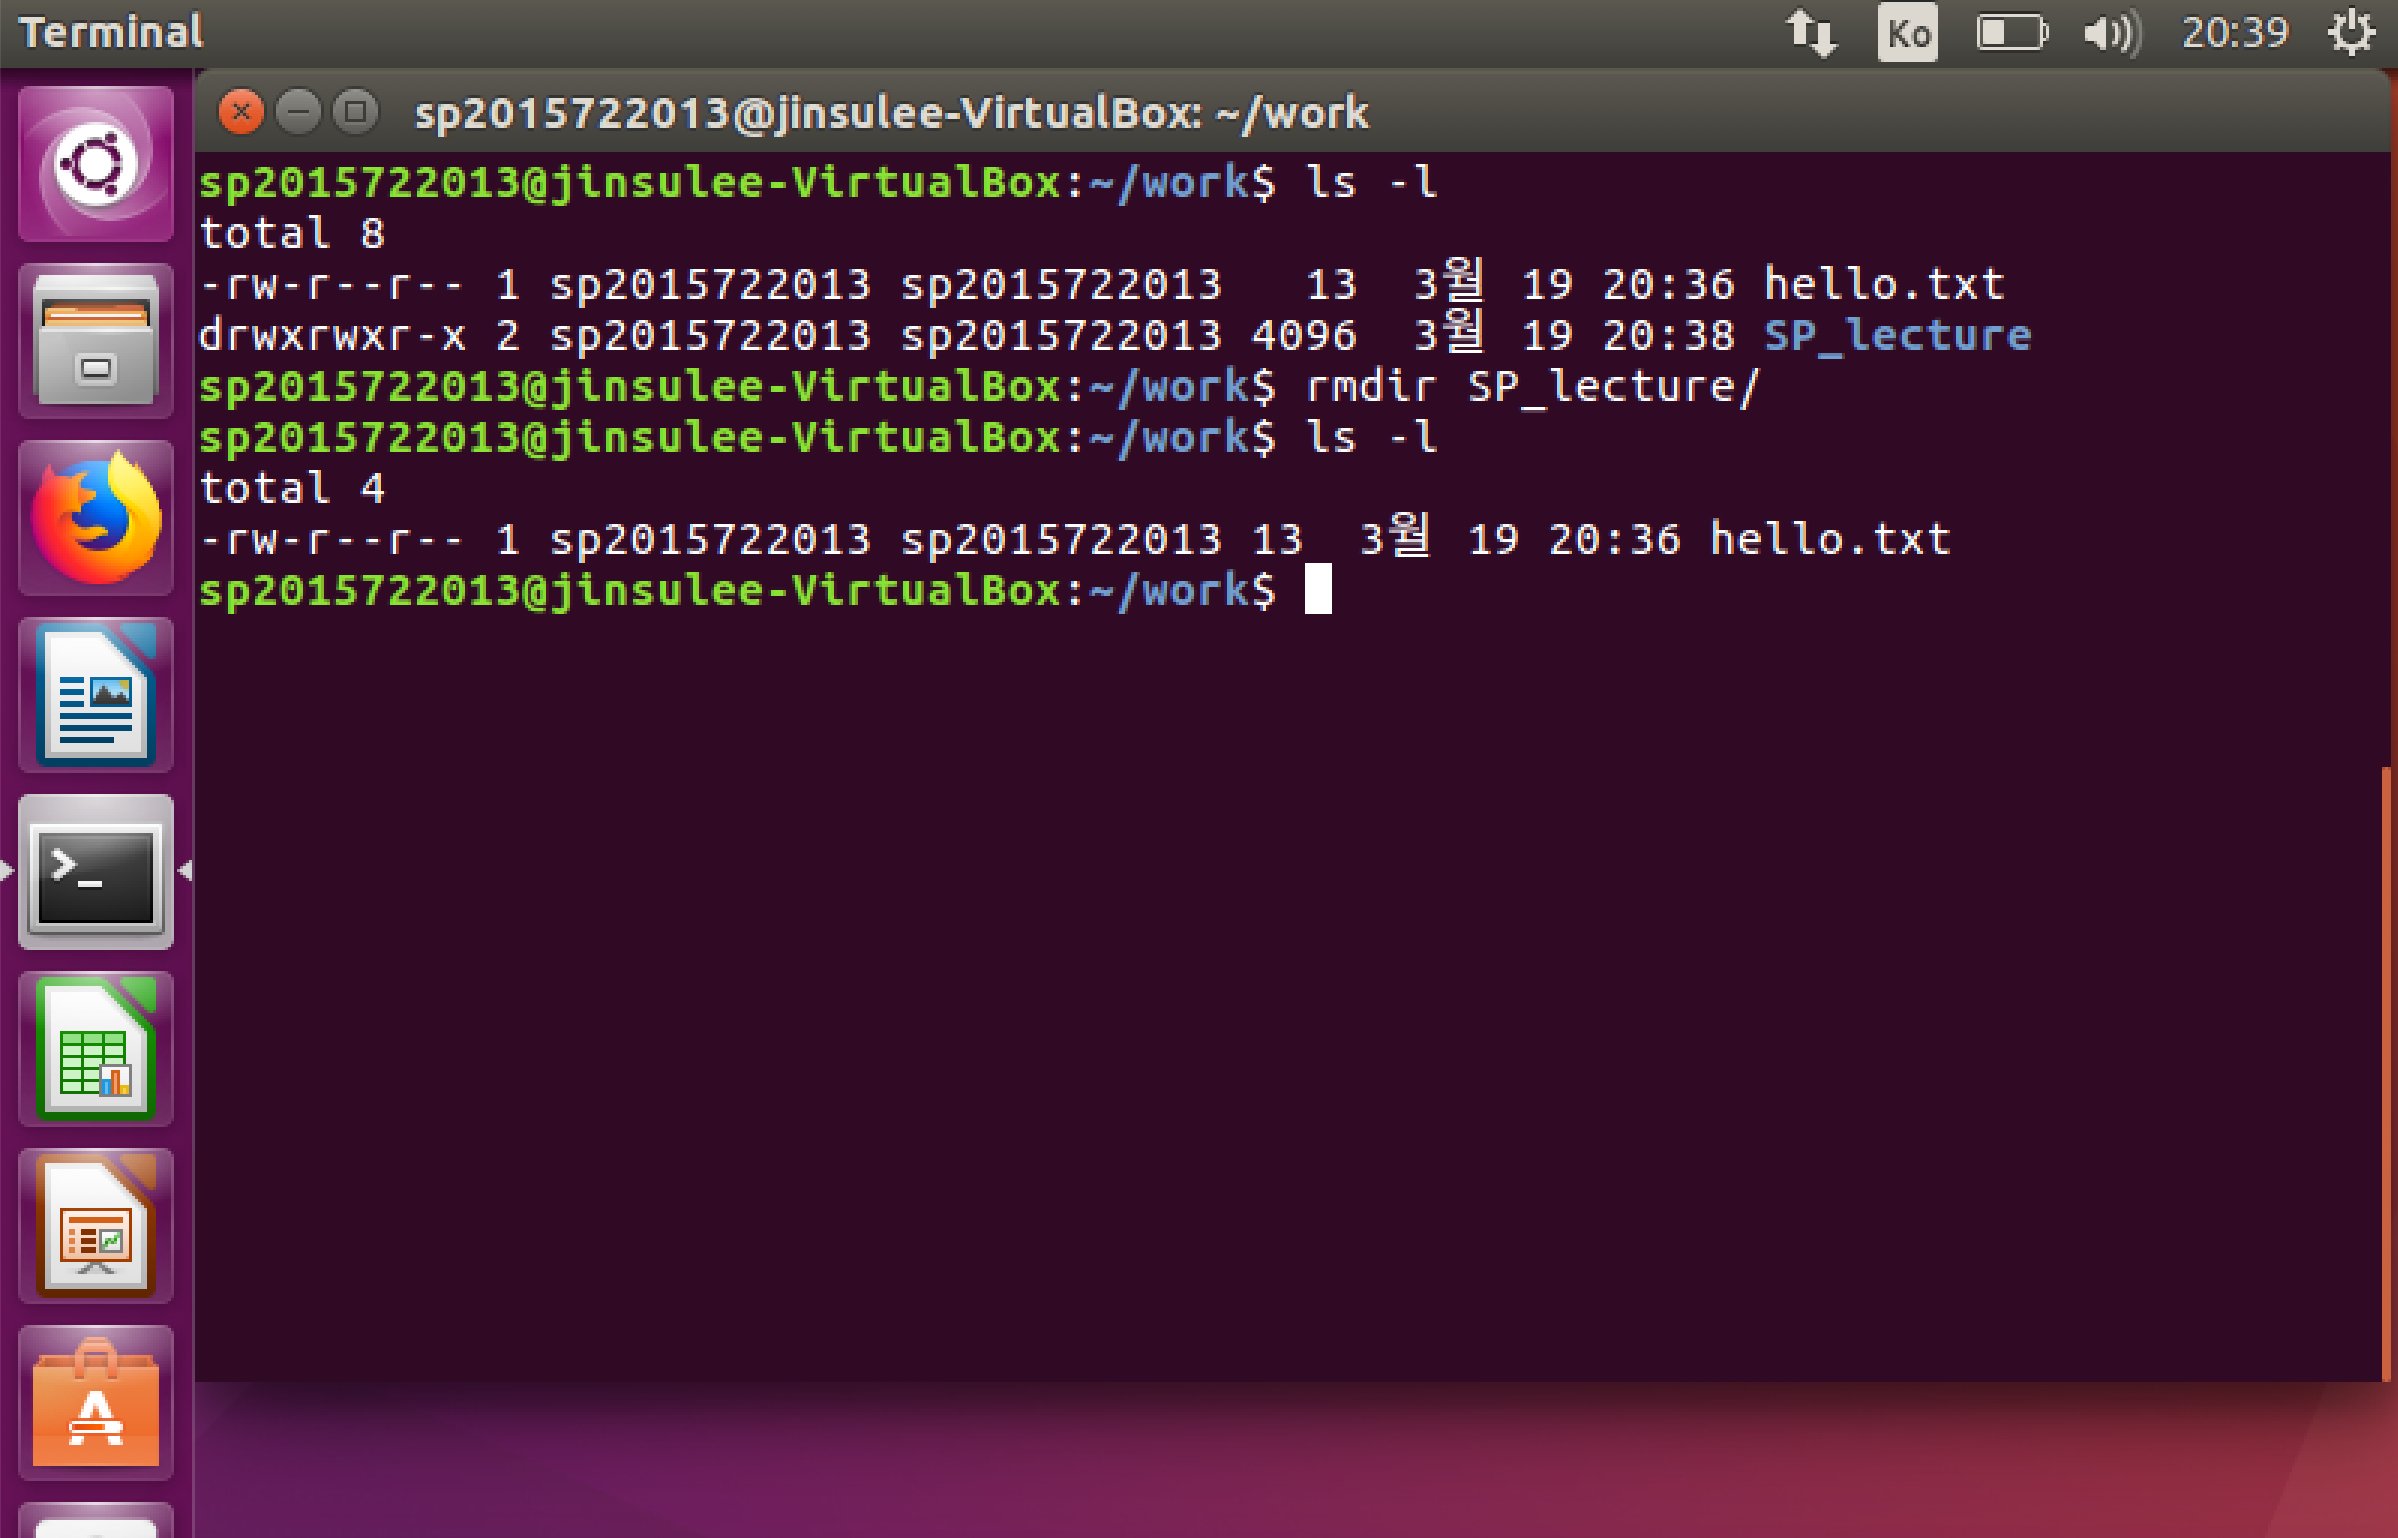 Terminal
Ko
20:39
sp2015722013@jinsulee-VirtualBox: ~/work
sp2015722013@jinsulee-VirtualBox:~/work$ ls -l
total 8
-rw-r--r-- 1 sp2015722013 sp2015722013   13  3월 19 20:36 hello.txt
drwxrwxr-x 2 sp2015722013 sp2015722013 4096  3월 19 20:38 SP_lecture
sp2015722013@jinsulee-VirtualBox:~/work$ rmdir SP_lecture/
sp2015722013@jinsulee-VirtualBox:~/work$ ls -l
total 4
-rw-r--r-- 1 sp2015722013 sp2015722013 13  3월 19 20:36 hello.txt
sp2015722013@jinsulee-VirtualBox:~/work$